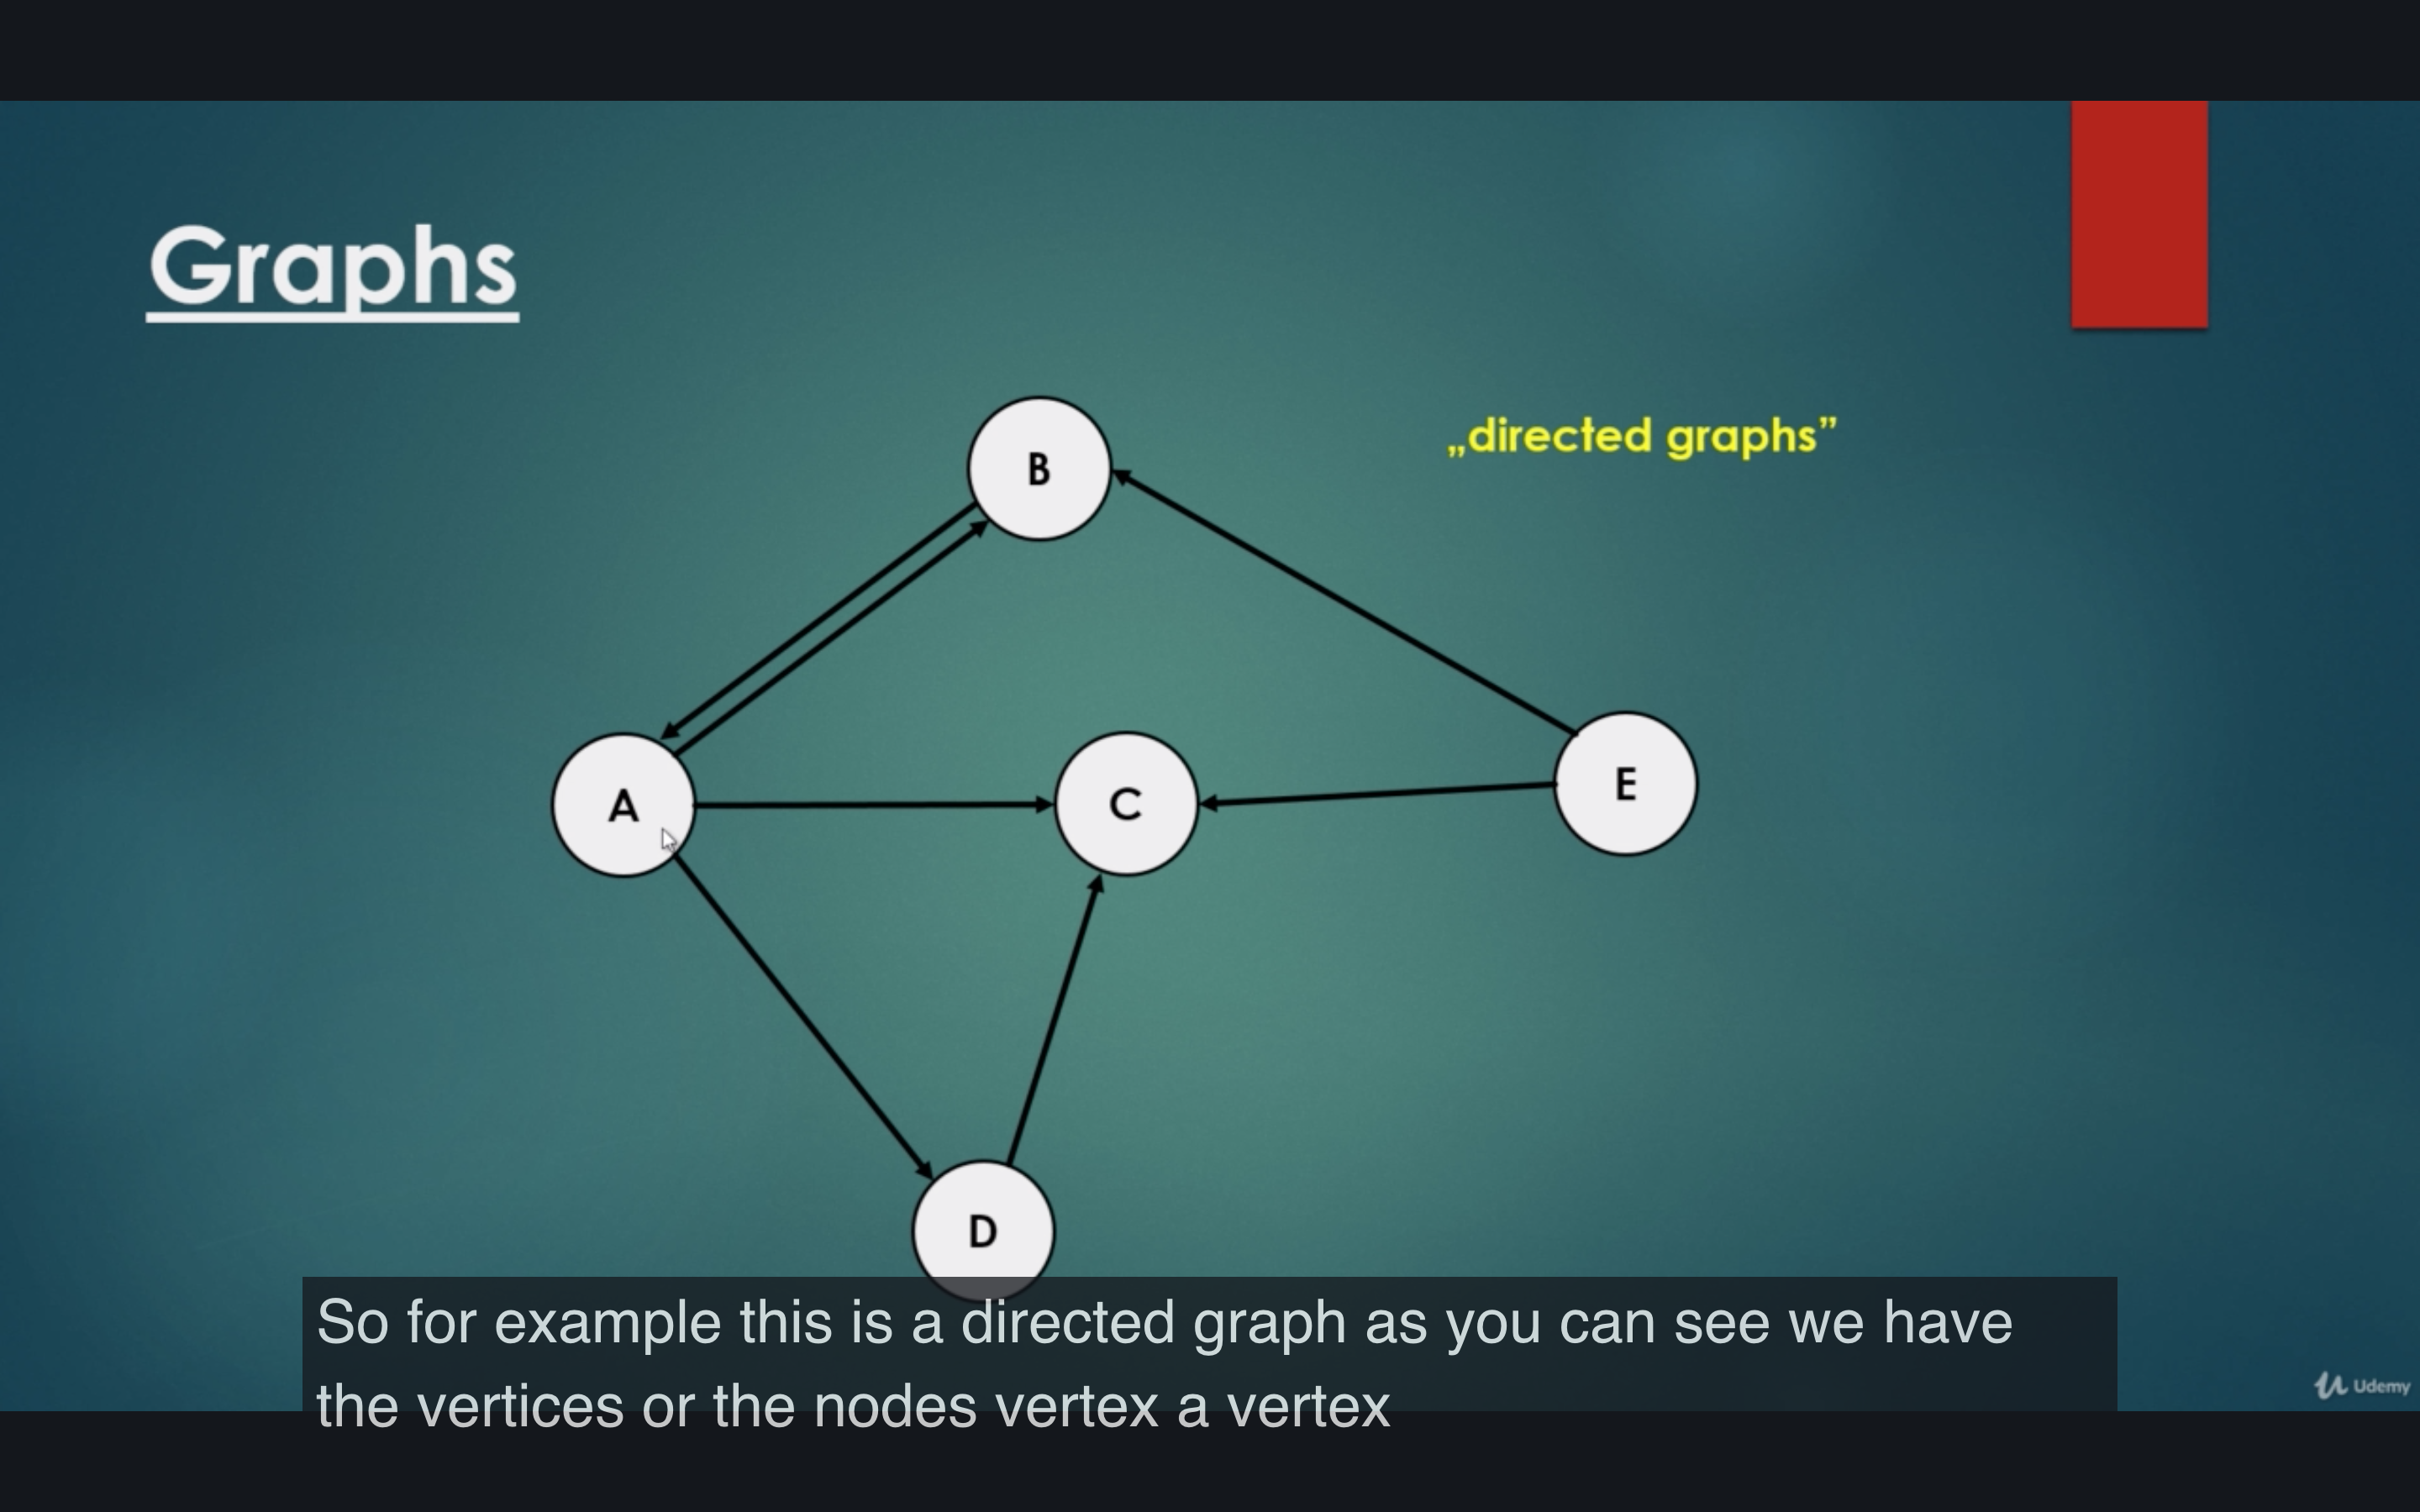 Graphs
„directed graphs”
B
A
C
E
D
So for example this is a directed graph as you can see we have
the vertices or the nodes vertex a vertex
Udemy